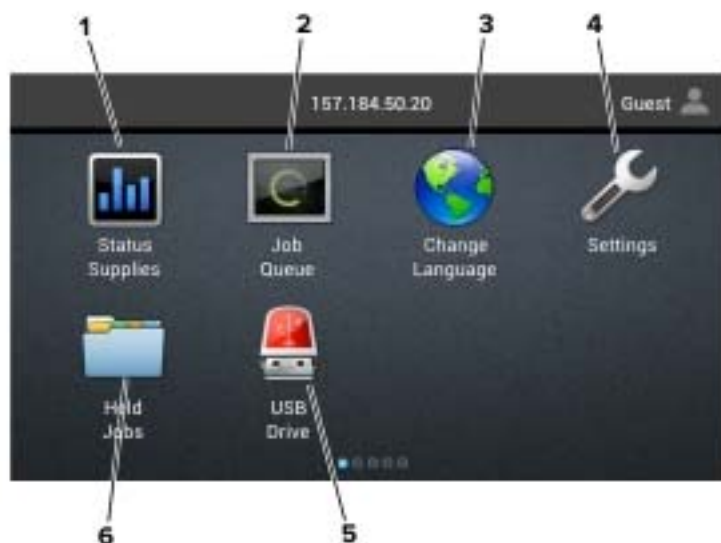 1 2 3 4
157.184.50.20 Guest
Status Job Change Settings
Supplies Queue Language
Held USB
Jobs Drive
6 5